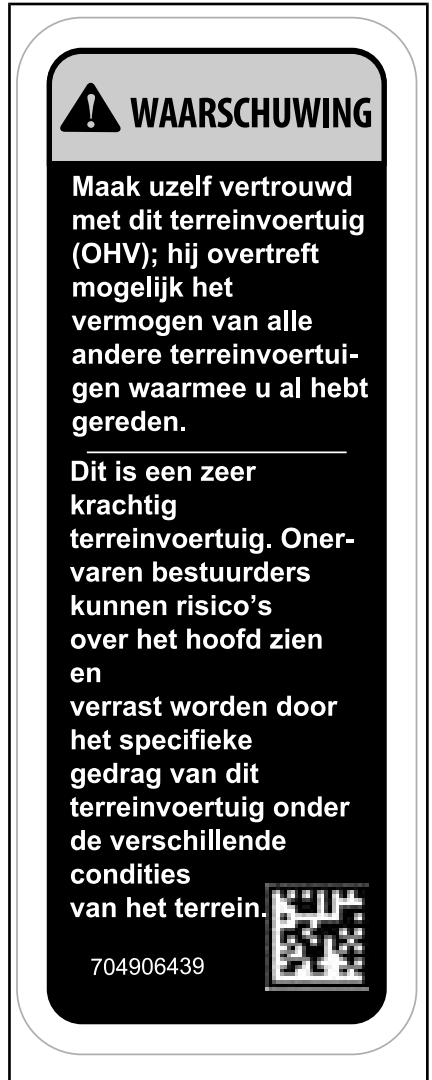 WAARSCHUWING
Maak uzelf vertrouwd
met dit terreinvoertuig
(OHV); hij overtreft
mogelijk het
vermogen van alle
andere terreinvoertui-
gen waarmee u al hebt
gereden.
Dit is een zeer
krachtig
terreinvoertuig. Oner-
varen bestuurders
kunnen risico's
over het hoofd zien
en
verrast worden door
het specifieke
gedrag van dit
terreinvoertuig onder
de verschillende
condities
van het terrein.
704906439